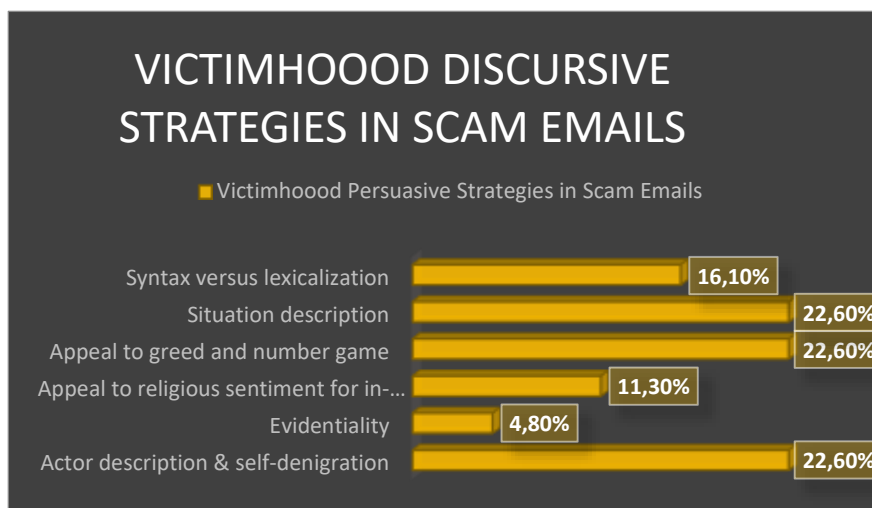 VICTIMHOOOD DISCURSIVE
STRATEGIES IN SCAM EMAILS
Victimhoood Persuasive Strategies in Scam Emails
Syntax versus lexicalization 16,10%
Situation description 22,60%
Appeal to greed and number game 22,60%
Appeal to religious sentiment for in-… 11,30%
Evidentiality 4,80%
Actor description & self-denigration 22,60%